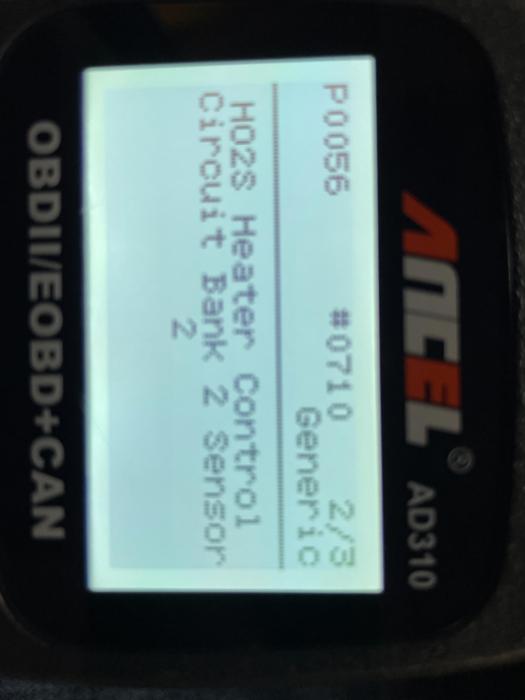 ANCEL® AD310
P0056 #0710 2/3
Generic
HO2S Heater Control
Circuit Bank 2 Sensor
2
OBDII/EOBD+CAN